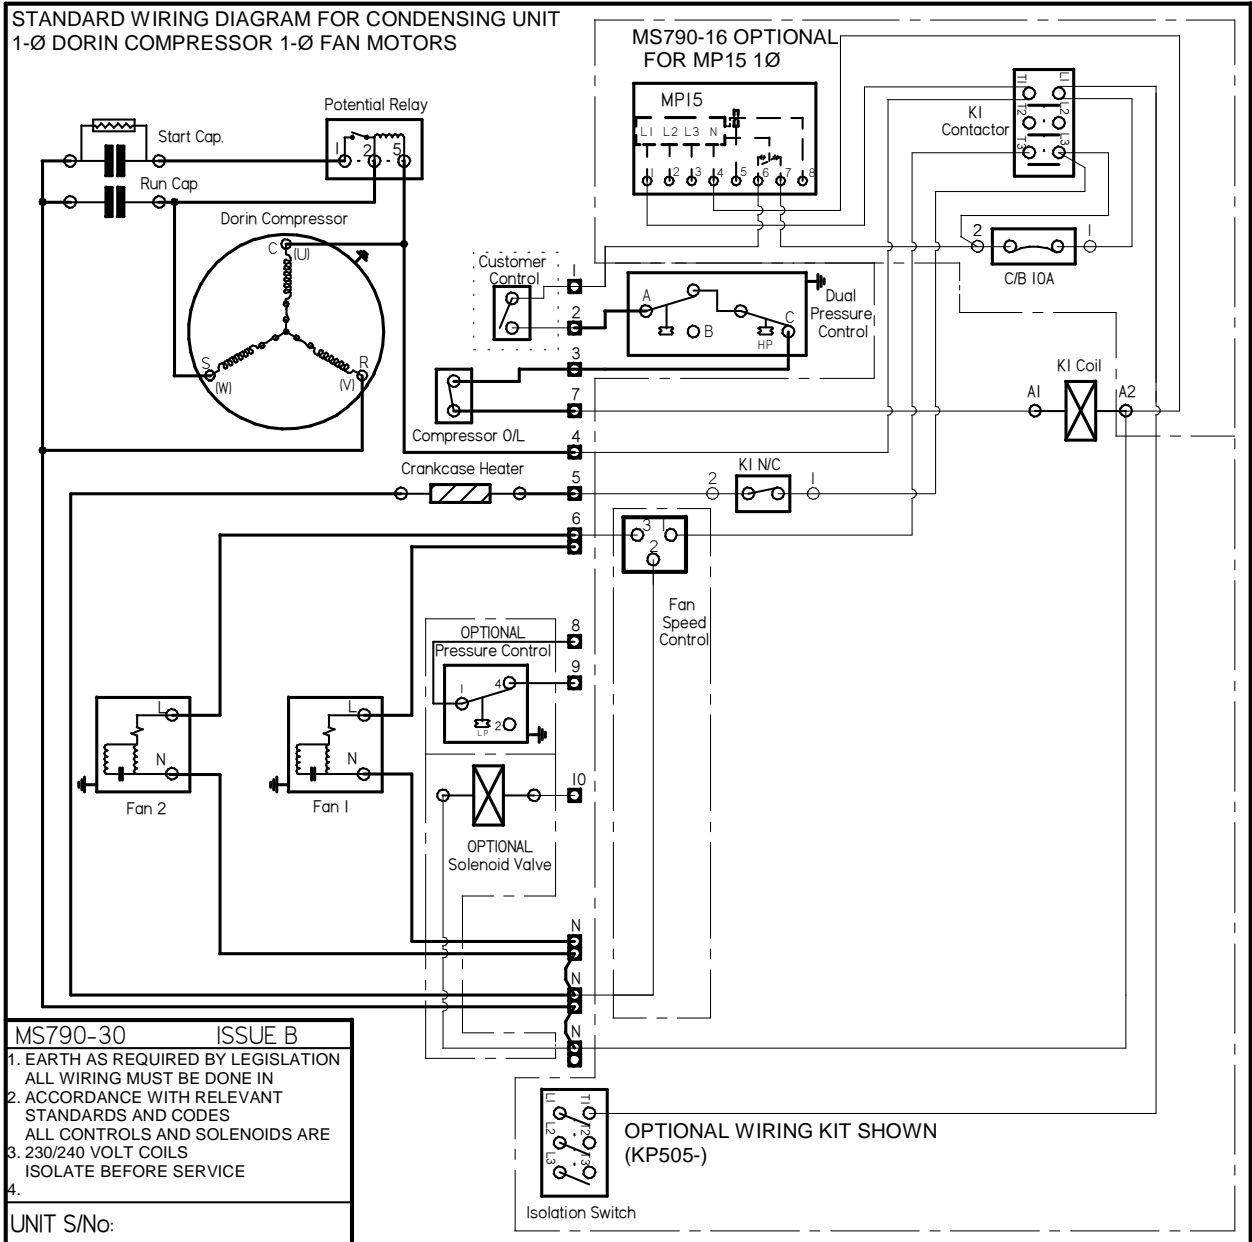 STANDARD WIRING DIAGRAM FOR CONDENSING UNIT
1-Ø DORIN COMPRESSOR 1-Ø FAN MOTORS
MS790-16 OPTIONAL
FOR MP15 1Ø
MP15
L1 L2 L3 N
1 2 3 4 5 6 7 8
K1
Contactor
T1 L1
T2 L2
T3 L3
Potential Relay
1 2 5
Start Cap.
Run Cap
Dorin Compressor
C (U)
S (W)
R (V)
Customer
Control
1
2
3
7
4
5
6
A
B
C
HP
Dual
Pressure
Control
2 1
C/B 10A
K1 Coil
A1 A2
Compressor O/L
Crankcase Heater
K1 N/C
2 1
3 1
2
Fan
Speed
Control
OPTIONAL
Pressure Control
8
9
1 4
2
LP
L
N
Fan 2
L
N
Fan 1
10
OPTIONAL
Solenoid Valve
N
N
N
MS790-30 ISSUE B
1. EARTH AS REQUIRED BY LEGISLATION
ALL WIRING MUST BE DONE IN
2. ACCORDANCE WITH RELEVANT
STANDARDS AND CODES
ALL CONTROLS AND SOLENOIDS ARE
3. 230/240 VOLT COILS
ISOLATE BEFORE SERVICE
4.
UNIT S/No:
L1 T1
L2 T2
L3 T3
Isolation Switch
OPTIONAL WIRING KIT SHOWN
(KP505-)